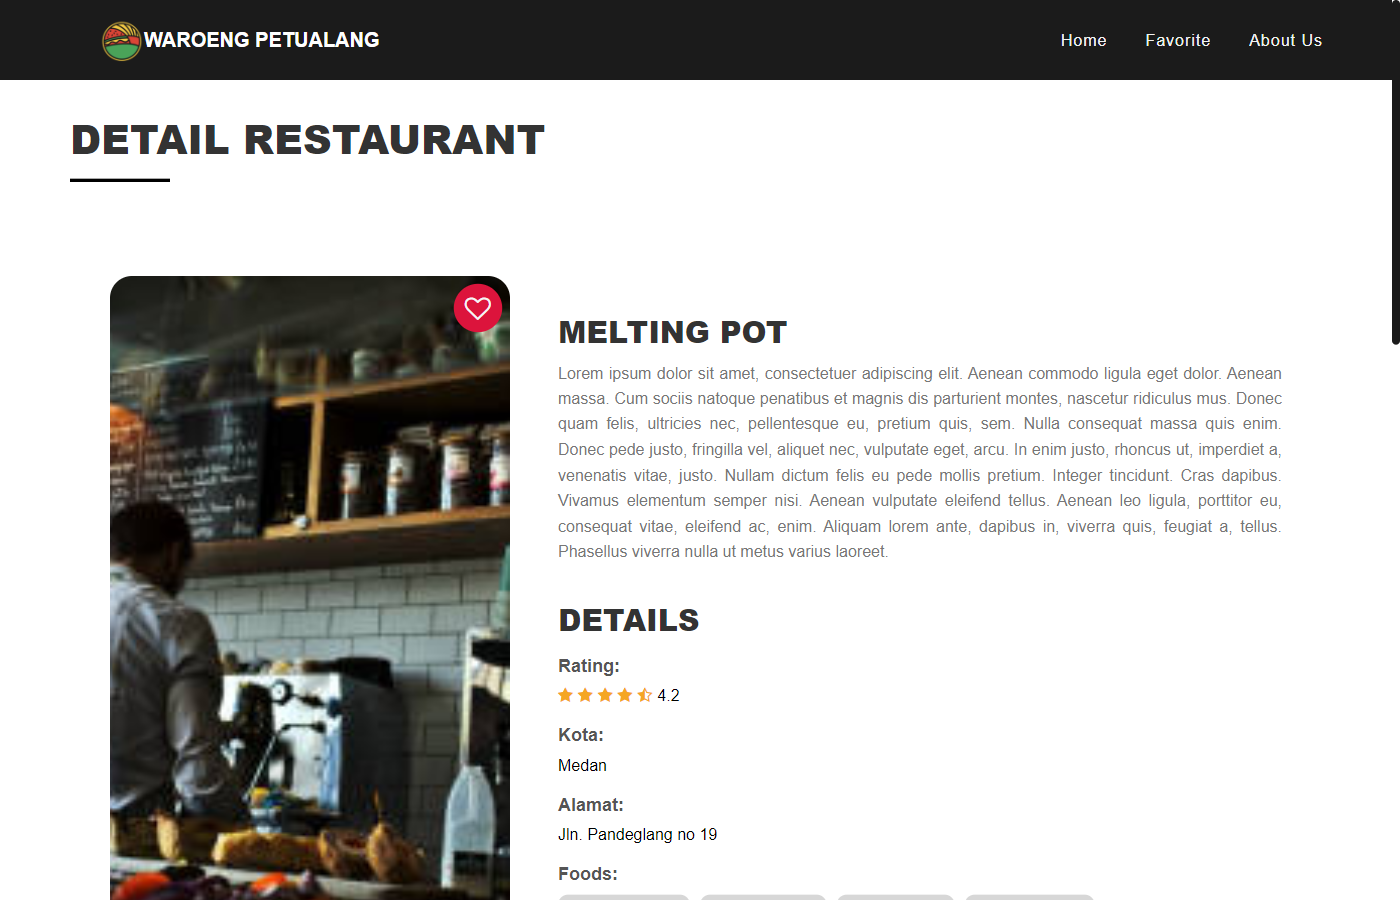 WAROENG PETUALANG
Home
Favorite
About Us
DETAIL RESTAURANT
MELTING POT
Lorem ipsum dolor sit amet, consectetuer adipiscing elit. Aenean commodo ligula eget dolor. Aenean
massa. Cum sociis natoque penatibus et magnis dis parturient montes, nascetur ridiculus mus. Donec
quam felis, ultricies nec, pellentesque eu, pretium quis, sem. Nulla consequat massa quis enim.
Donec pede justo, fringilla vel, aliquet nec, vulputate eget, arcu. In enim justo, rhoncus ut, imperdiet a,
venenatis vitae, justo. Nullam dictum felis eu pede mollis pretium. Integer tincidunt. Cras dapibus.
Vivamus elementum semper nisi. Aenean vulputate eleifend tellus. Aenean leo ligula, porttitor eu,
consequat vitae, eleifend ac, enim. Aliquam lorem ante, dapibus in, viverra quis, feugiat a, tellus.
Phasellus viverra nulla ut metus varius laoreet.
DETAILS
Rating:
4.2
Kota:
Medan
Alamat:
Jln. Pandeglang no 19
Foods: